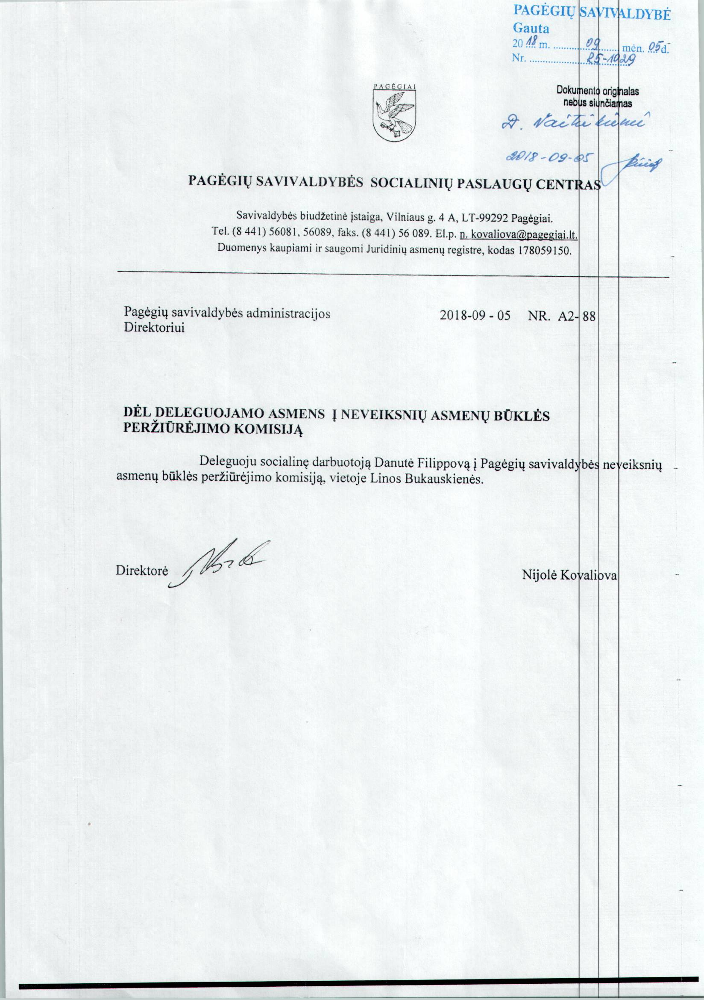 PAGĖGIŲ SAVIVALDYBĖ
Gauta
20 18 m. 09 mėn. 05 d.
Nr. R5-1029
PAGĖGIAI
Dokumento originalas
nebus siunčiamas
D.
2018-09-05
PAGĖGIŲ SAVIVALDYBĖS SOCIALINIŲ PASLAUGŲ CENTRAS
Savivaldybės biudžetinė įstaiga, Vilniaus g. 4 A, LT-99292 Pagėgiai.
Tel. (8 441) 56081, 56089, faks. (8 441) 56 089. El.p. n. kovaliova@pagegiai.lt.
Duomenys kaupiami ir saugomi Juridinių asmenų registre, kodas 178059150.
Pagėgių savivaldybės administracijos 2018-09 - 05 NR. A2- 88
Direktoriui
DĖL DELEGUOJAMO ASMENS Į NEVEIKSNIŲ ASMENŲ BŪKLĖS
PERŽIŪRĖJIMO KOMISIJĄ
Deleguoju socialinę darbuotoją Danutė Filippovą į Pagėgių savivaldybės neveiksnių
asmenų būklės peržiūrėjimo komisiją, vietoje Linos Bukauskienės.
Direktorė Nijolė Kovaliova